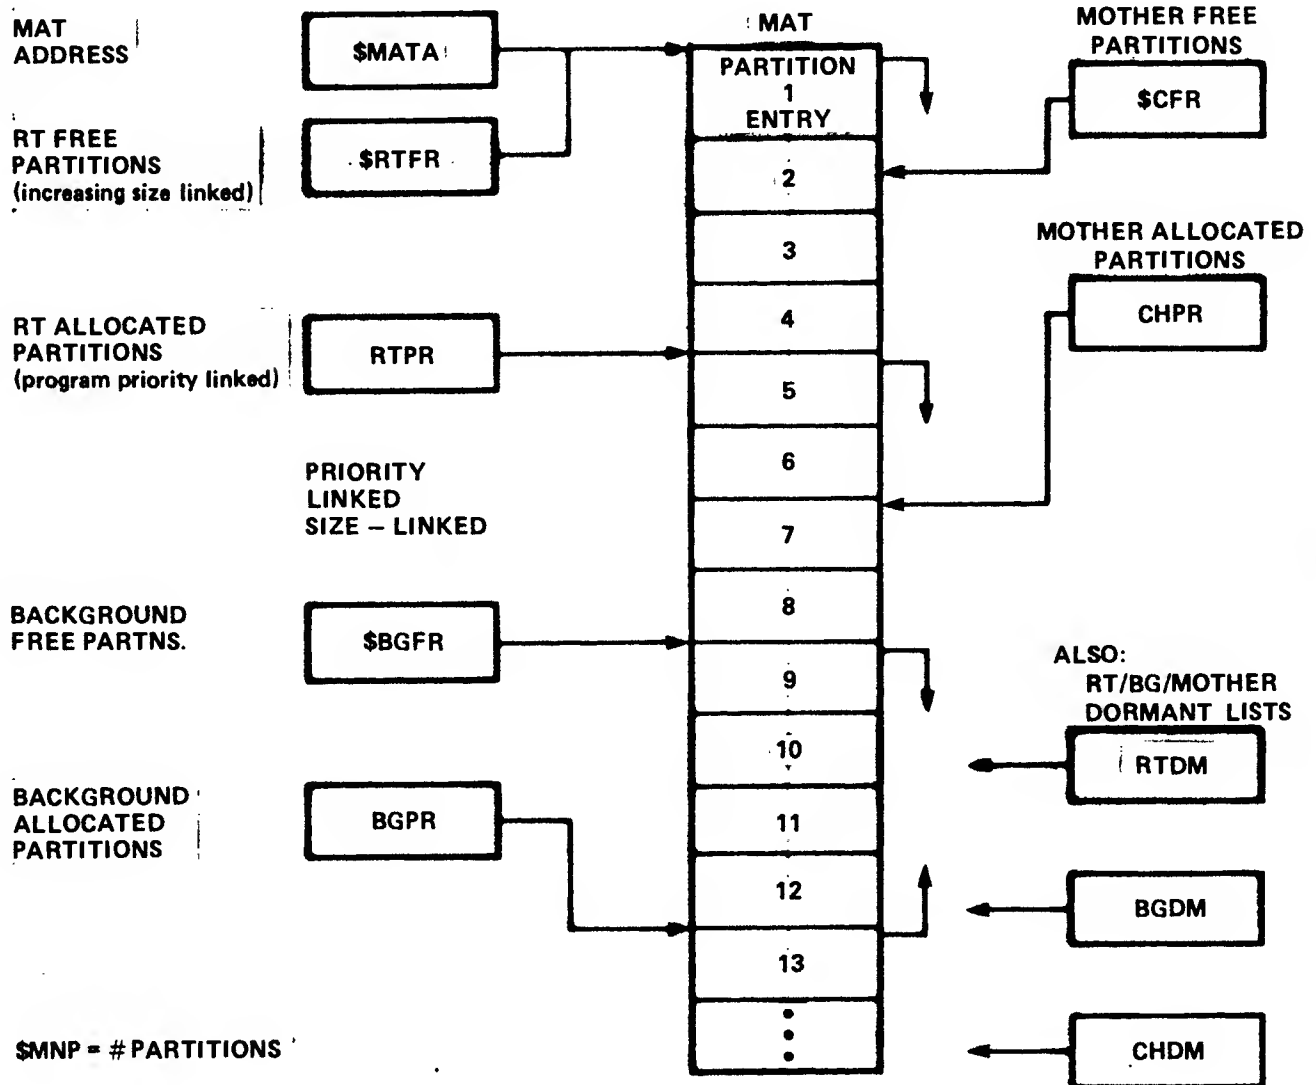 MAT
ADDRESS
$MATA
RT FREE
PARTITIONS
(increasing size linked)
$RTFR
RT ALLOCATED
PARTITIONS
(program priority linked)
RTPR
PRIORITY
LINKED
SIZE – LINKED
BACKGROUND
FREE PARTNS.
$BGFR
BACKGROUND
ALLOCATED
PARTITIONS
BGPR
$MNP = # PARTITIONS
MAT
PARTITION
1
ENTRY
2
3
4
5
6
7
8
9
10
11
12
13
MOTHER FREE
PARTITIONS
$CFR
MOTHER ALLOCATED
PARTITIONS
CHPR
ALSO:
RT/BG/MOTHER
DORMANT LISTS
RTDM
BGDM
CHDM